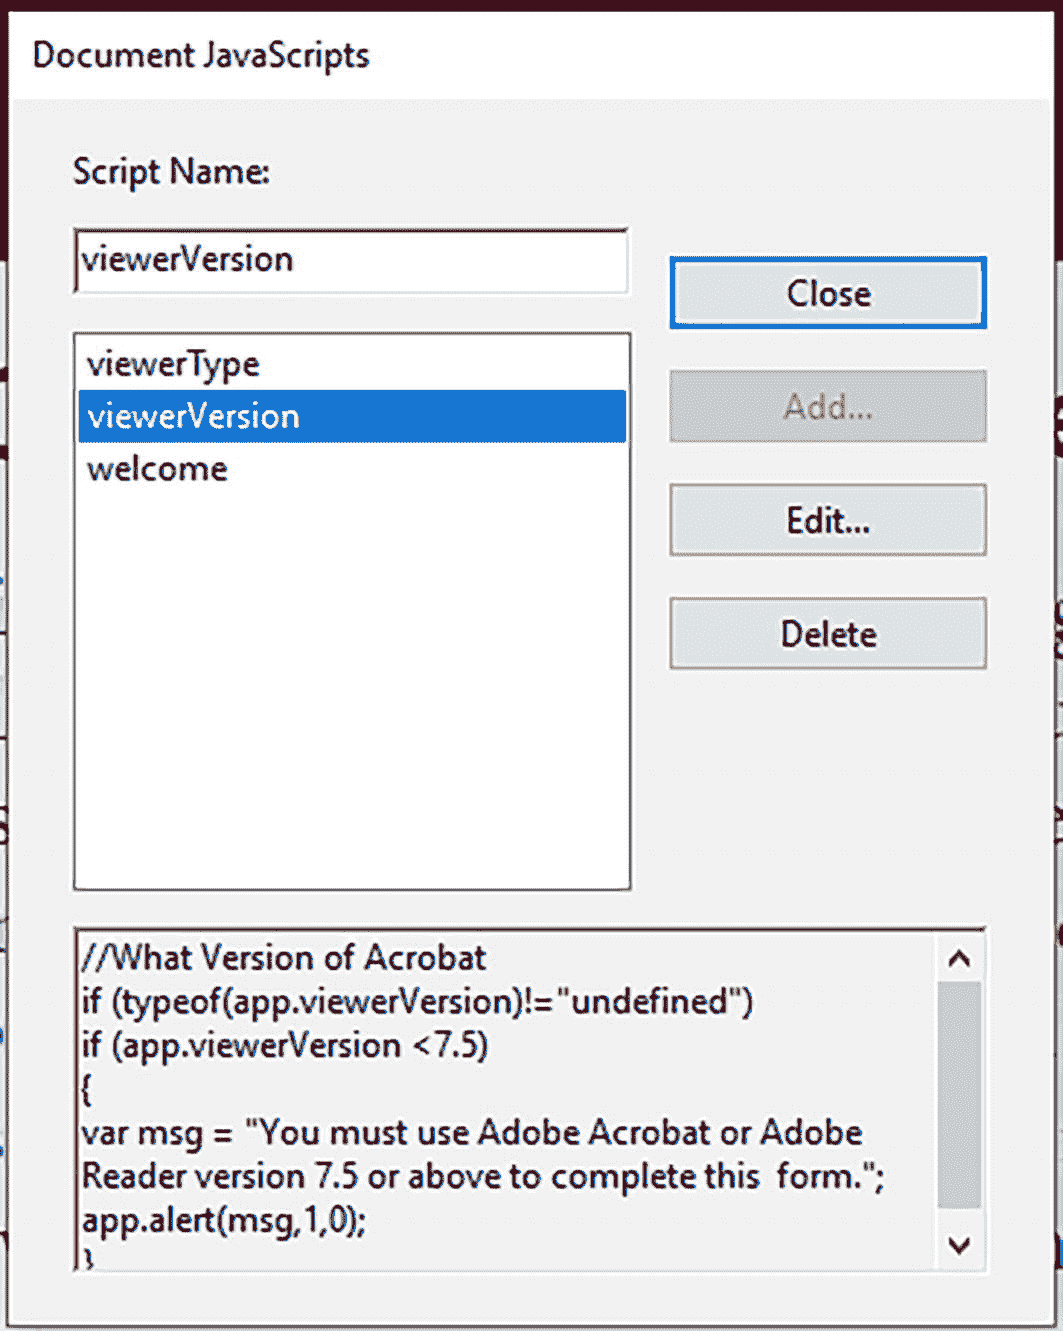 Document JavaScripts
Script Name:
viewerVersion
Close
viewerType
Add...
viewerVersion
welcome
Edit...
Delete
//What Version of Acrobat
if (typeof(app.viewerVersion)!="undefined")
if (app.viewerVersion <7.5)
{
var msg = "You must use Adobe Acrobat or Adobe
Reader version 7.5 or above to complete this  form.";
app.alert(msg,1,0);
}